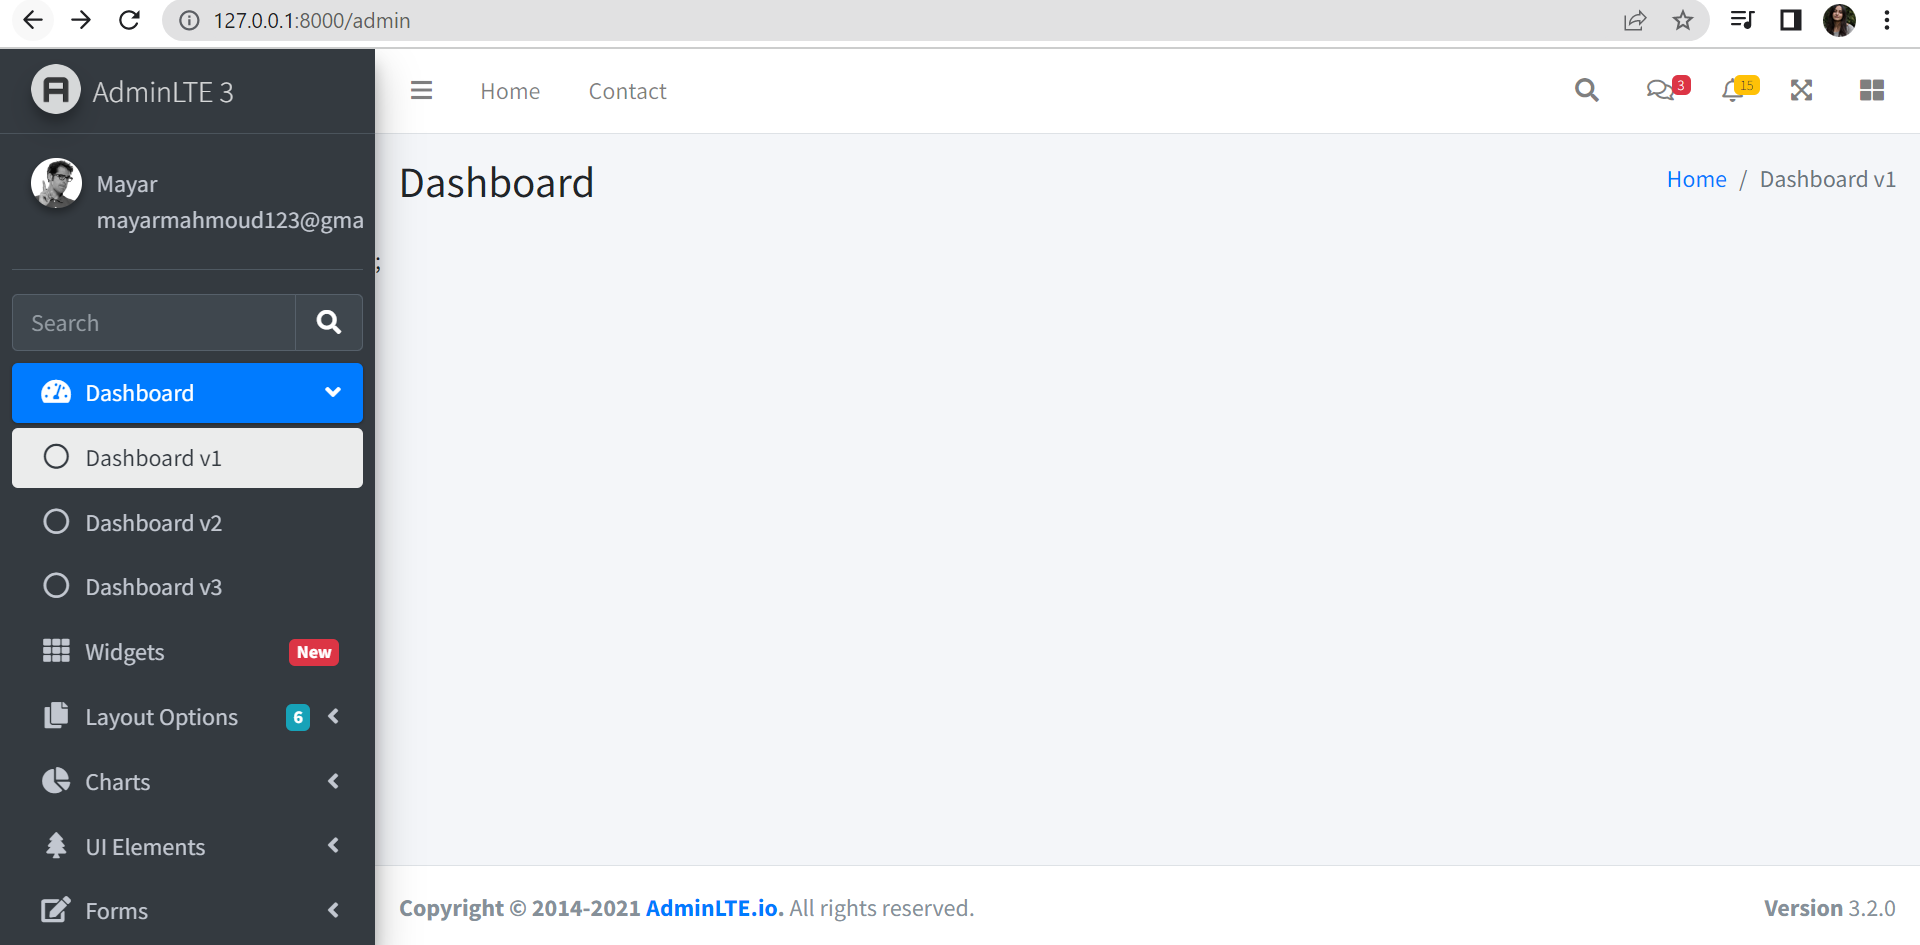 127.0.0.1:8000/admin
AdminLTE 3
Home
Contact
3
15
Mayar
mayarmahmoud123@gma
Dashboard
Home / Dashboard v1
;
Search
Dashboard
Dashboard v1
Dashboard v2
Dashboard v3
Widgets
New
Layout Options
6
Charts
UI Elements
Forms
Copyright © 2014-2021 AdminLTE.io. All rights reserved.
Version 3.2.0